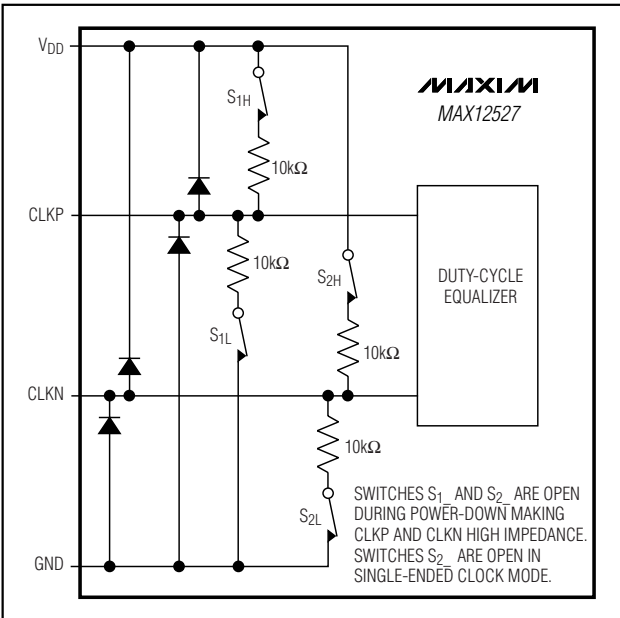 VDD
S1H
MAXIM
MAX12527
10kΩ
CLKP
10kΩ
S2H
DUTY-CYCLE
EQUALIZER
S1L
10kΩ
CLKN
10kΩ
S2L
SWITCHES S1_ AND S2_ ARE OPEN
DURING POWER-DOWN MAKING
CLKP AND CLKN HIGH IMPEDANCE.
SWITCHES S2_ ARE OPEN IN
SINGLE-ENDED CLOCK MODE.
GND